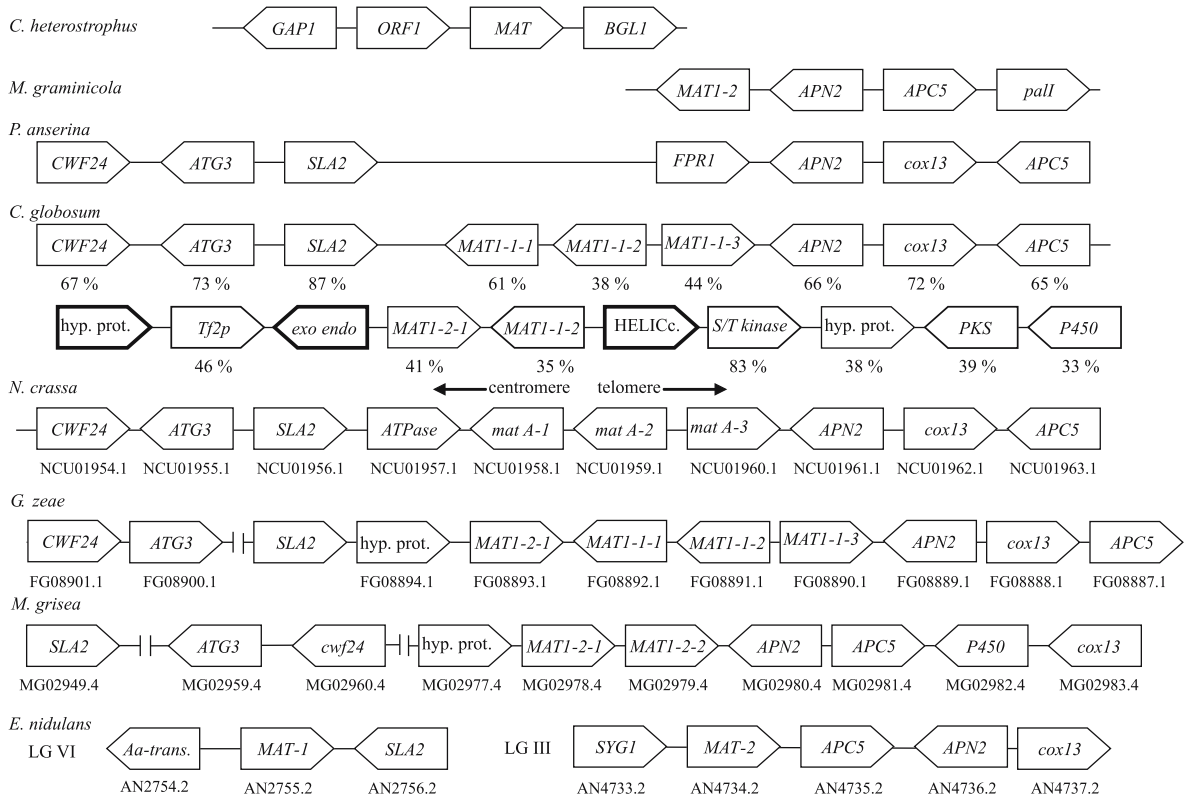 C. heterostrophus GAP1 ORF1 MAT BGL1
M. graminicola MAT1-2 APN2 APC5 palI
P. anserina
CWF24 ATG3 SLA2 FPR1 APN2 cox13 APC5
C. globosum
CWF24 ATG3 SLA2 MAT1-1-1 MAT1-1-2 MAT1-1-3 APN2 cox13 APC5
67 % 73 % 87 % 61 % 38 % 44 % 66 % 72 % 65 %
hyp. prot. Tf2p exo endo MAT1-2-1 MAT1-1-2 HELICc. S/T kinase hyp. prot. PKS P450
46 % 41 % 35 % 83 % 38 % 39 % 33 %
N. crassa centromere telomere
CWF24 ATG3 SLA2 ATPase mat A-1 mat A-2 mat A-3 APN2 cox13 APC5
NCU01954.1 NCU01955.1 NCU01956.1 NCU01957.1 NCU01958.1 NCU01959.1 NCU01960.1 NCU01961.1 NCU01962.1 NCU01963.1
G. zeae
CWF24 ATG3 SLA2 hyp. prot. MAT1-2-1 MAT1-1-1 MAT1-1-2 MAT1-1-3 APN2 cox13 APC5
FG08901.1 FG08900.1 FG08894.1 FG08893.1 FG08892.1 FG08891.1 FG08890.1 FG08889.1 FG08888.1 FG08887.1
M. grisea
SLA2 ATG3 cwf24 hyp. prot. MAT1-2-1 MAT1-2-2 APN2 APC5 P450 cox13
MG02949.4 MG02959.4 MG02960.4 MG02977.4 MG02978.4 MG02979.4 MG02980.4 MG02981.4 MG02982.4 MG02983.4
E. nidulans
LG VI Aa-trans. MAT-1 SLA2 LG III SYG1 MAT-2 APC5 APN2 cox13
AN2754.2 AN2755.2 AN2756.2 AN4733.2 AN4734.2 AN4735.2 AN4736.2 AN4737.2